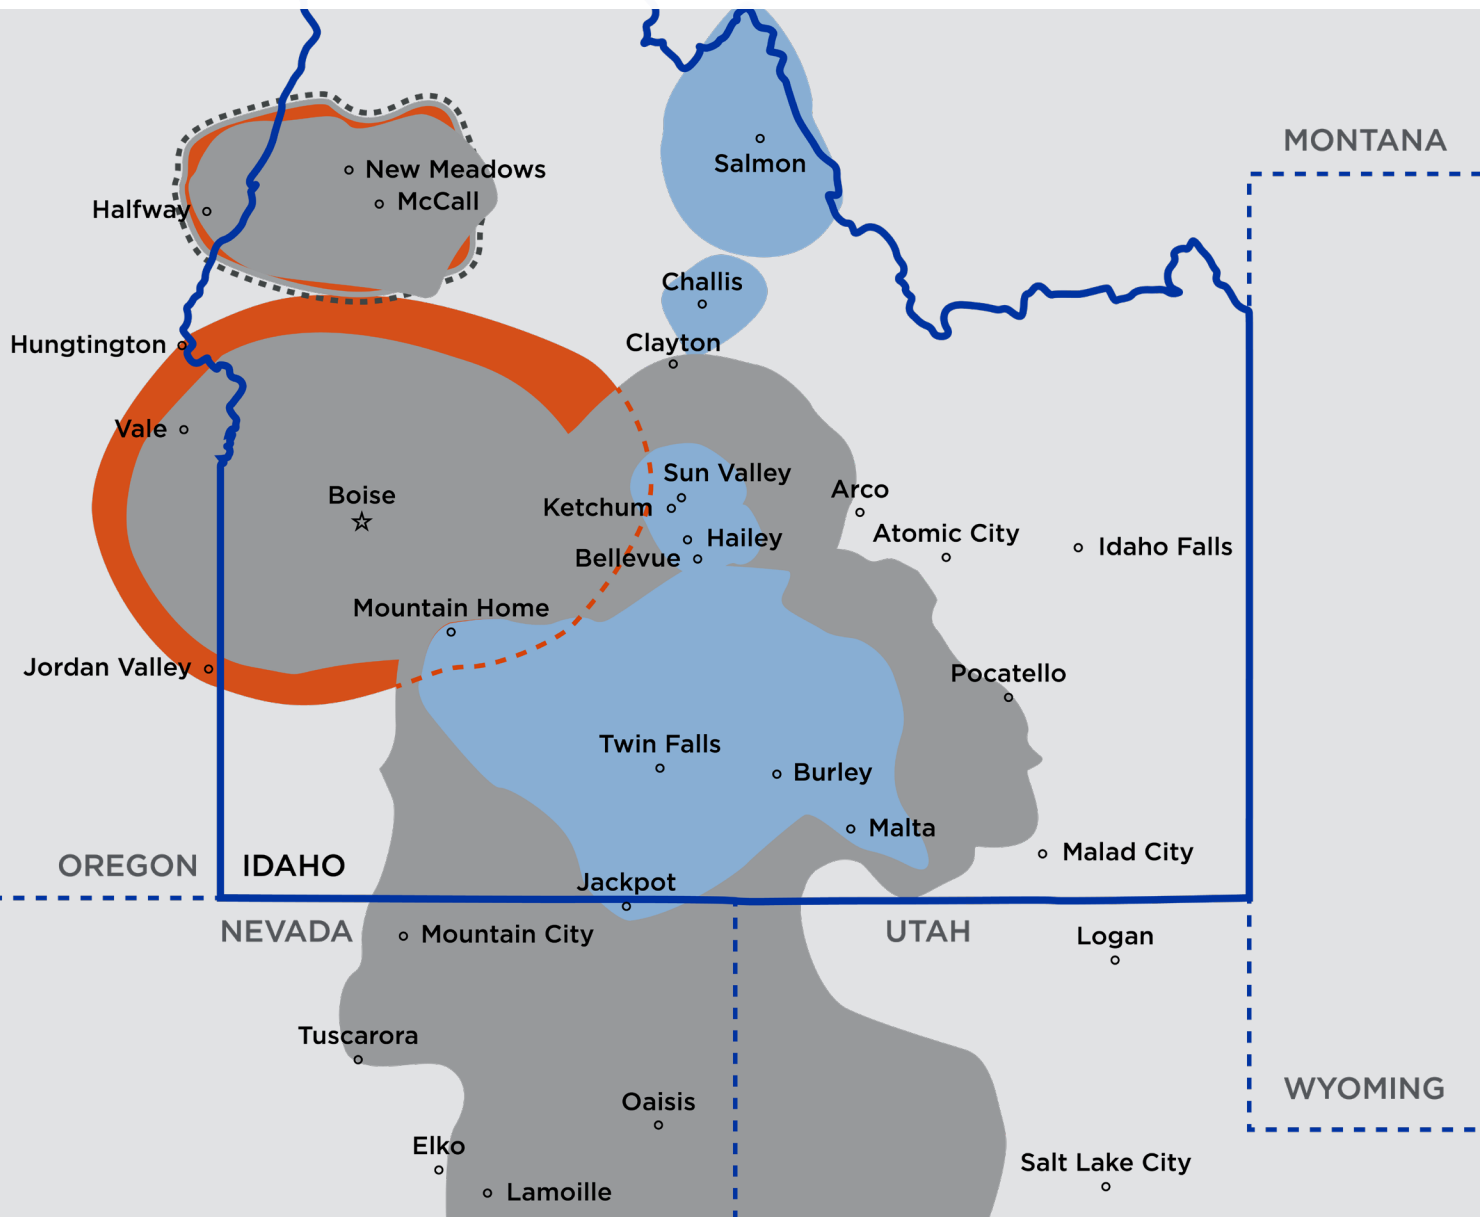 MONTANA
Salmon
New Meadows
McCall
Halfway
Challis
Hungtington
Clayton
Vale
Sun Valley
Boise
Arco
Ketchum
Atomic City
Hailey
Idaho Falls
Bellevue
Mountain Home
Jordan Valley
Pocatello
Twin Falls
Burley
Malta
Malad City
OREGON
IDAHO
Jackpot
NEVADA
Mountain City
UTAH
Logan
Tuscarora
WYOMING
Oaisis
Elko
Salt Lake City
Lamoille